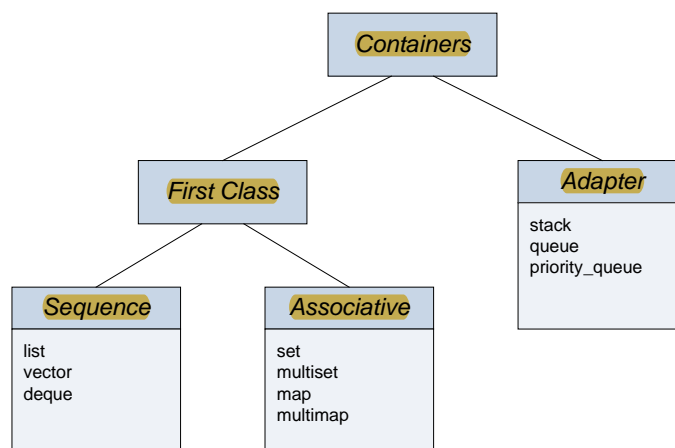 Containers
First Class
Adapter
stack
queue
priority_queue
Sequence
list
vector
deque
Associative
set
multiset
map
multimap